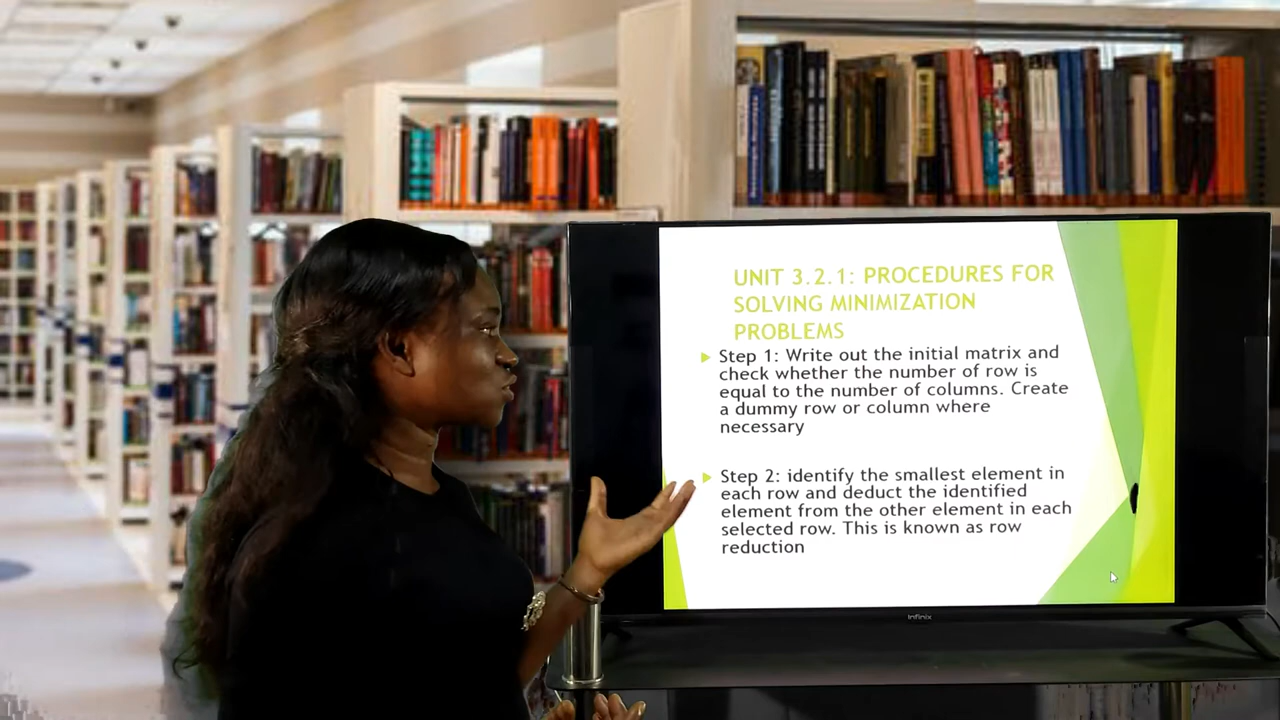 UNIT 3.2.1: PROCEDURES FOR
SOLVING MINIMIZATION
PROBLEMS
Step 1: Write out the initial matrix and
check whether the number of row is
equal to the number of columns. Create
a dummy row or column where
necessary
Step 2: identify the smallest element in
each row and deduct the identified
element from the other element in each
selected row. This is known as row
reduction
Infinix